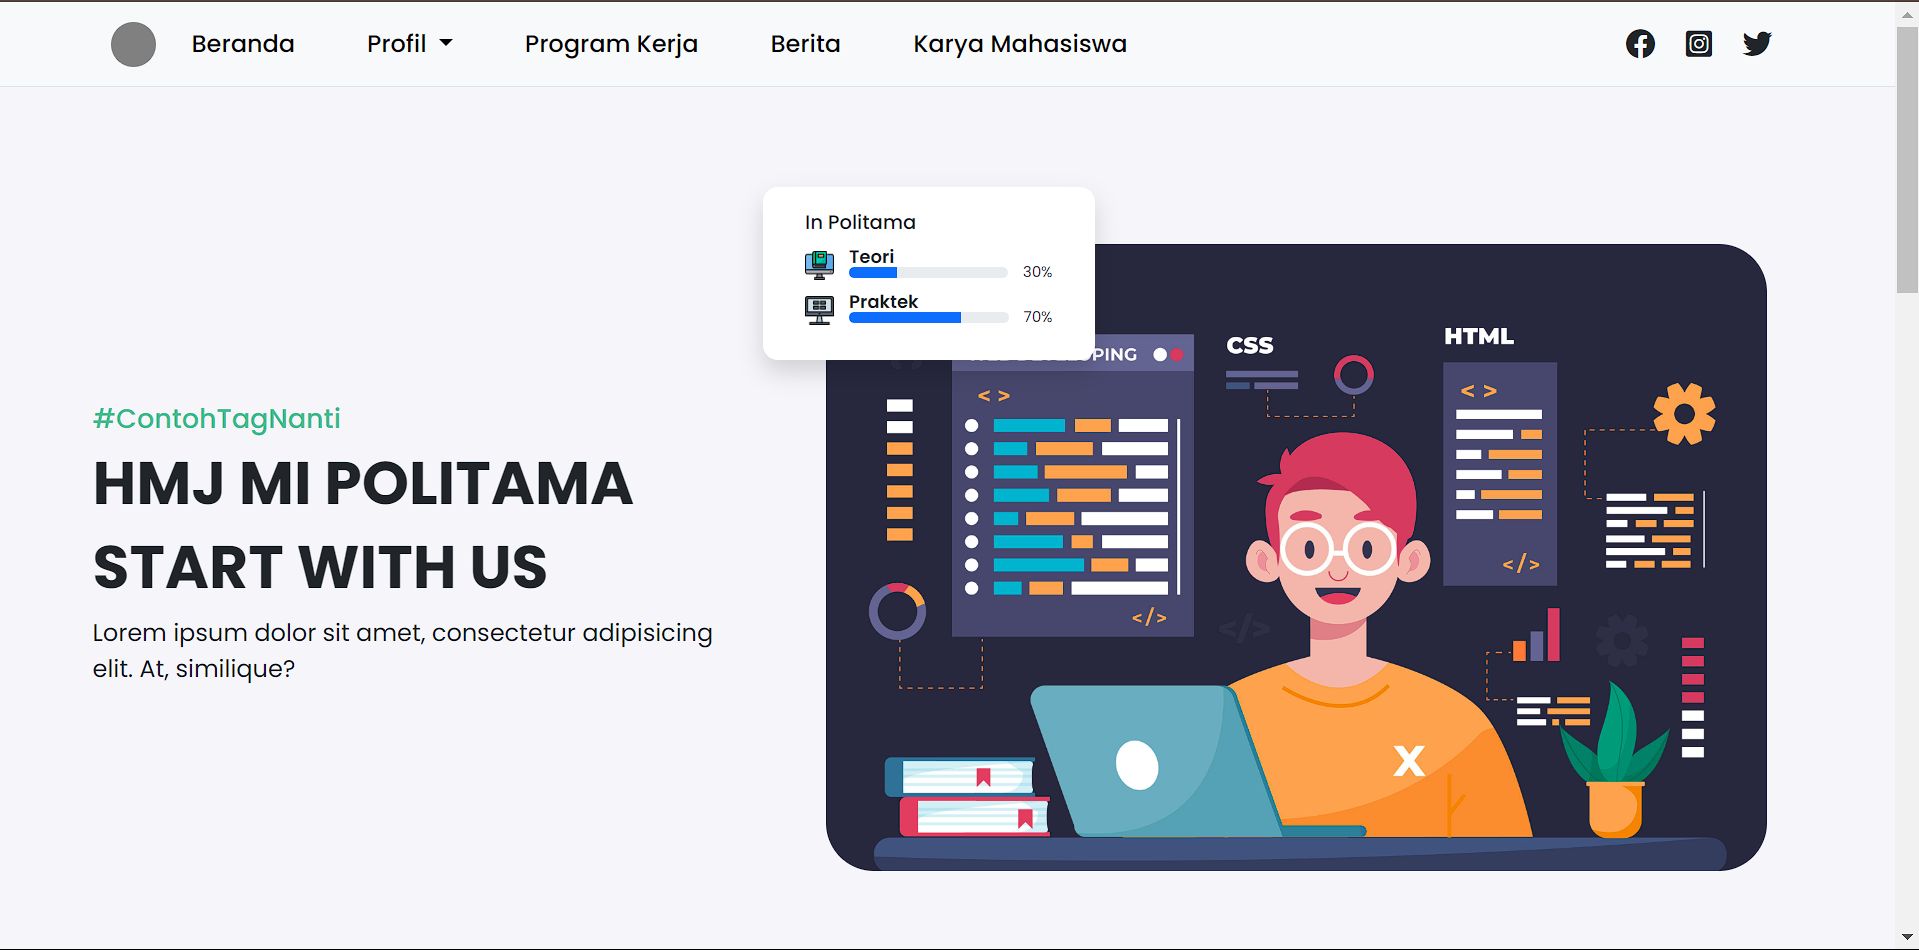 Beranda
Profil
Program Kerja
Berita
Karya Mahasiswa
In Politama
Teori
30%
Praktek
70%
#ContohTagNanti
HMJ MI POLITAMA
START WITH US
Lorem ipsum dolor sit amet, consectetur adipisicing
elit. At, similique?
PING
CSS
HTML
< >
< >
</>
</>
</>
X